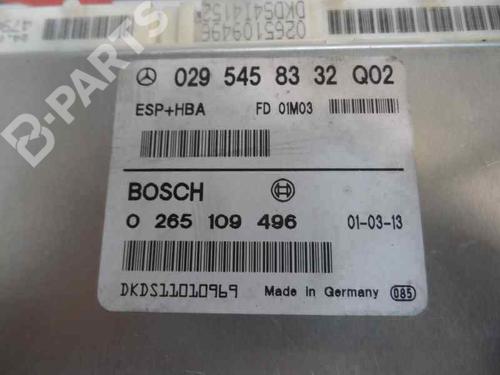 0265109496
029 545 83 32 Q02
ESP+HBA FD 01M03
BOSCH
0 265 109 496 01-03-13
DKDS11010969 Made in Germany 085